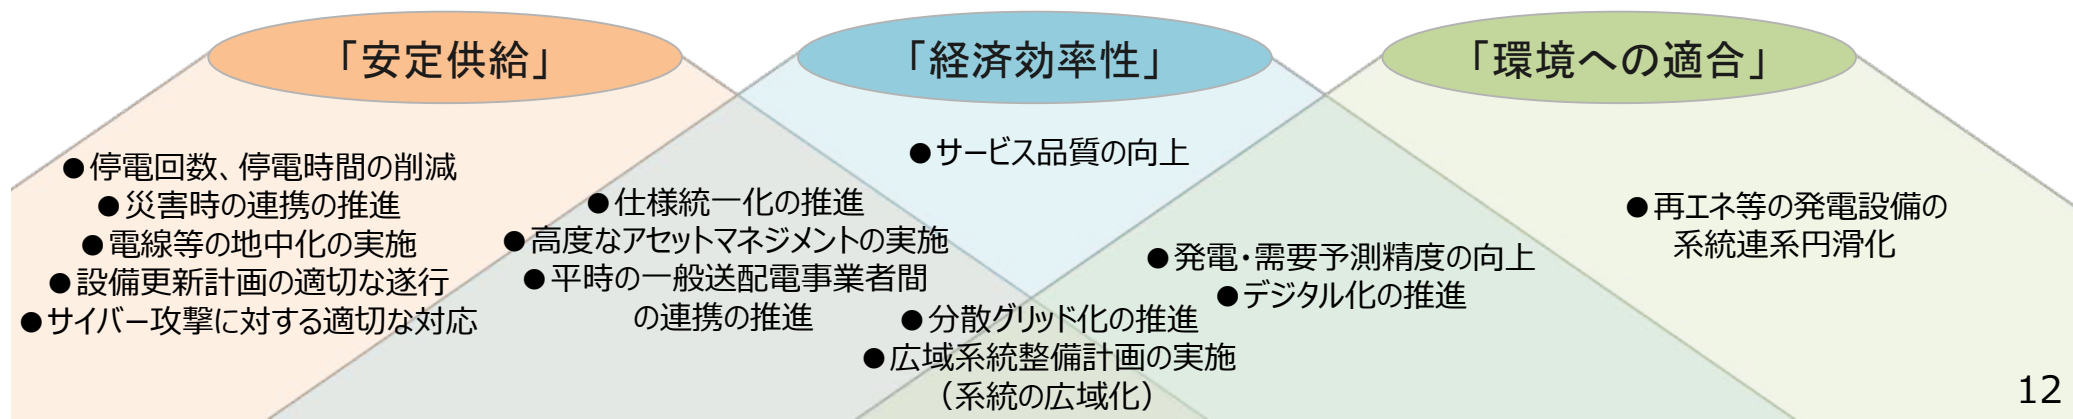 「安定供給」
「経済効率性」
「環境への適合」
●停電回数、停電時間の削減
●災害時の連携の推進
●電線等の地中化の実施
●設備更新計画の適切な遂行
●サイバー攻撃に対する適切な対応
●仕様統一化の推進
●高度なアセットマネジメントの実施
●平時の一般送配電事業者間
の連携の推進
●サービス品質の向上
●分散グリッド化の推進
●広域系統整備計画の実施
（系統の広域化）
●発電・需要予測精度の向上
●デジタル化の推進
●再エネ等の発電設備の
系統連系円滑化
12